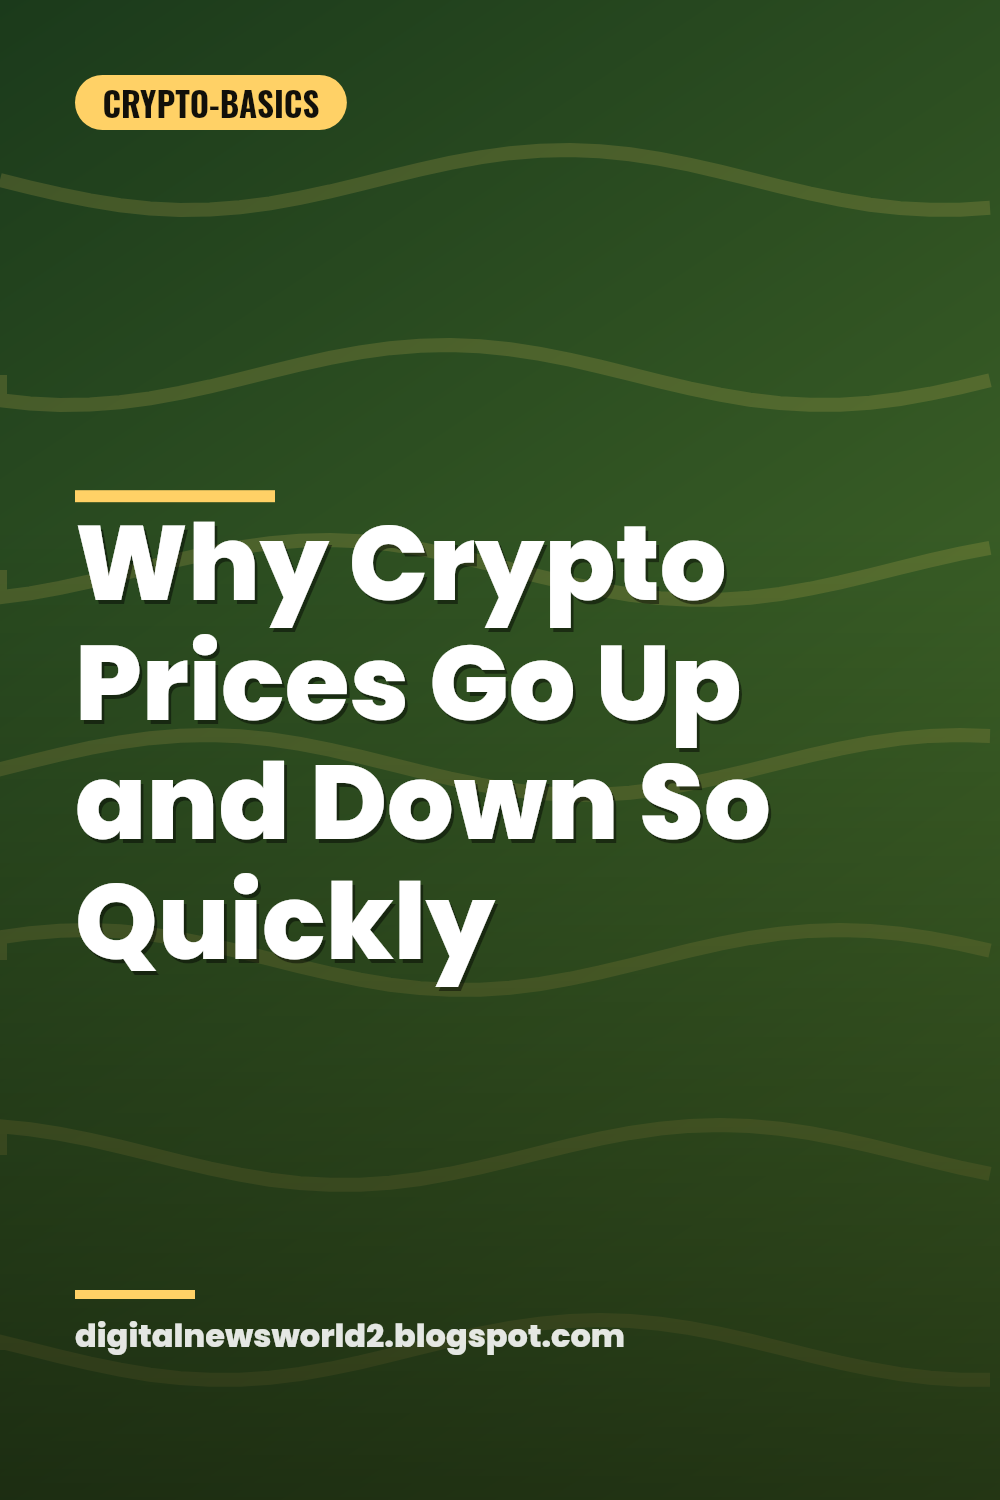 CRYPTO-BASICS
Why Crypto
Prices Go Up
and Down So
Quickly
digitalnewsworld2.blogspot.com